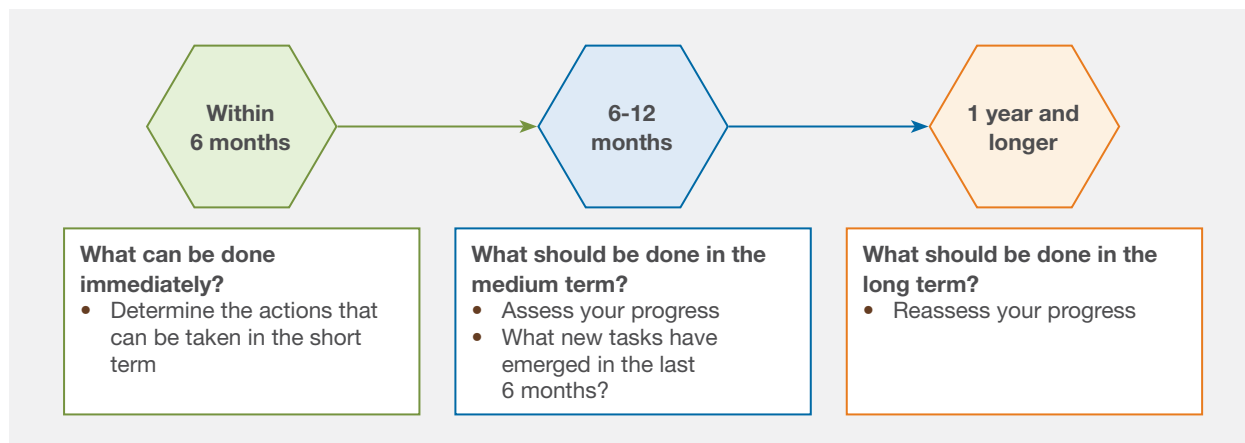 Within
6 months
6-12
months
1 year and
longer
What can be done
immediately?
• Determine the actions that
can be taken in the short
term
What should be done in the
medium term?
• Assess your progress
• What new tasks have
emerged in the last
6 months?
What should be done in the
long term?
• Reassess your progress